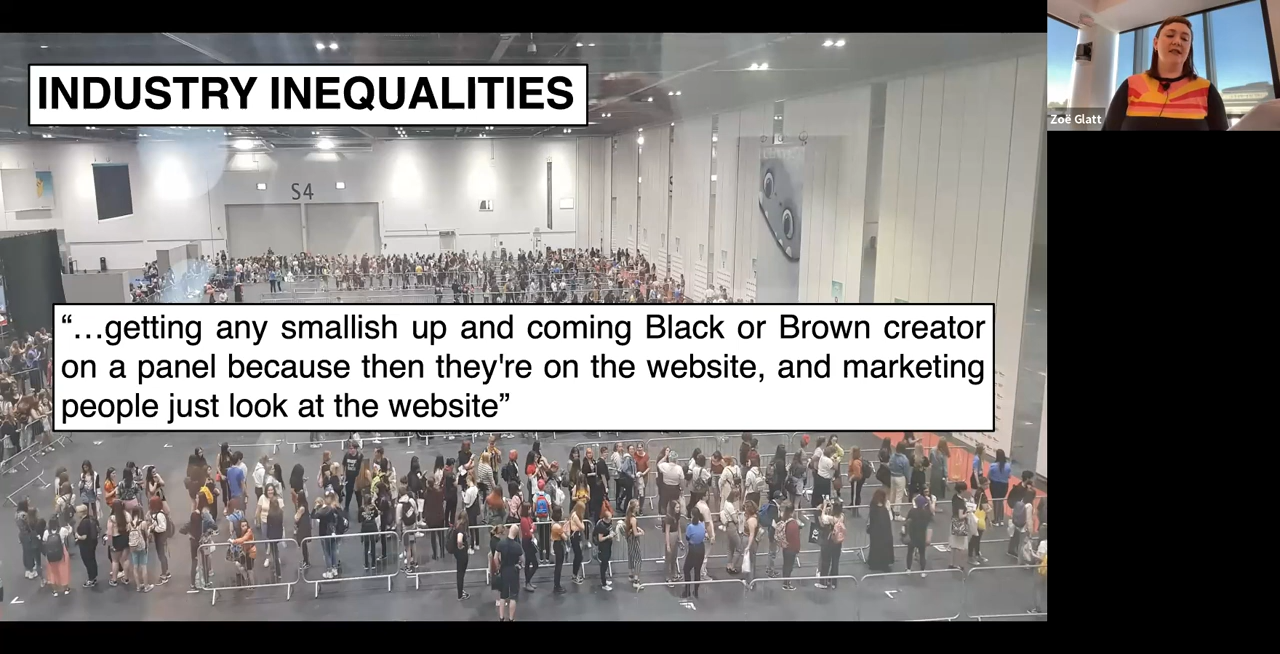 INDUSTRY INEQUALITIES
S4
“…getting any smallish up and coming Black or Brown creator
on a panel because then they're on the website, and marketing
people just look at the website”
Zoë Glatt